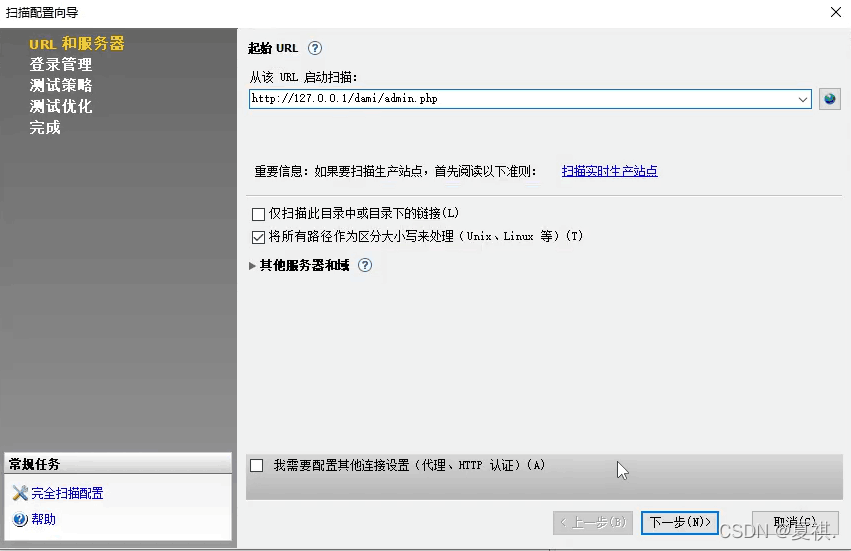 扫描配置向导
URL 和服务器
登录管理
测试策略
测试优化
完成
起始 URL ?
从该 URL 启动扫描:
http://127.0.0.1/dami/admin.php
重要信息:如果要扫描生产站点,首先阅读以下准则: 扫描实时生产站点
仅扫描此目录中或目录下的链接(L)
将所有路径作为区分大小写来处理(Unix、Linux 等)(T)
其他服务器和域 ?
我需要配置其他连接设置(代理、HTTP 认证)(A)
常规任务
完全扫描配置
? 帮助
< 上一步(B) 下一步(N)> 取消(C)
CSDN @夏祺.